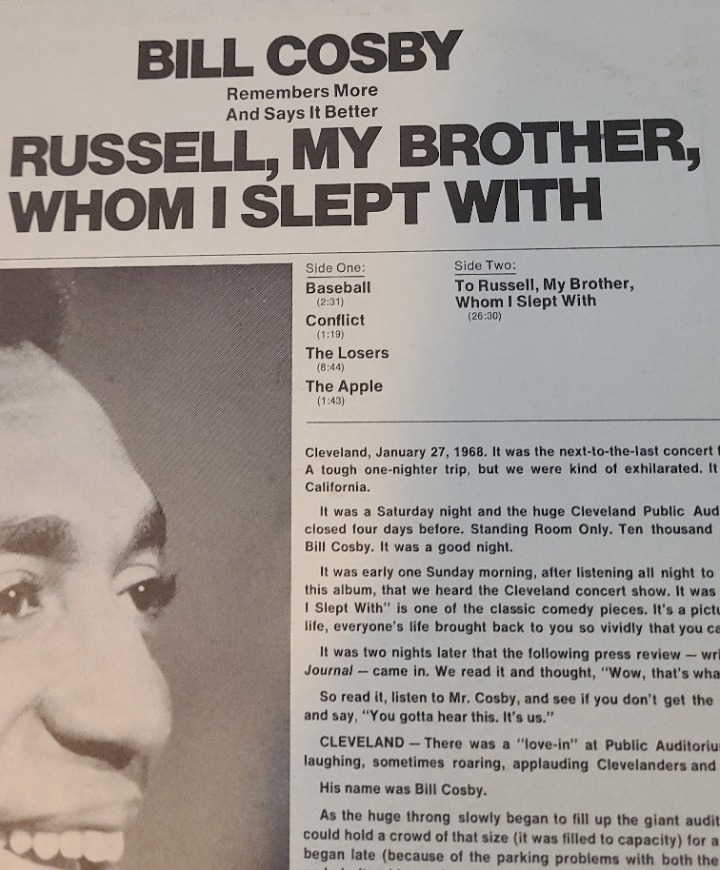 BILL COSBY
Remembers More
And Says It Better
RUSSELL, MY BROTHER,
WHOM I SLEPT WITH
Side One:
Baseball
(2:31)
Conflict
(1:19)
The Losers
(8:44)
The Apple
(1:43)
Side Two:
To Russell, My Brother,
Whom I Slept With
(26:30)
Cleveland, January 27, 1968. It was the next-to-the-last concert
A tough one-nighter trip, but we were kind of exhilarated. It
California.
It was a Saturday night and the huge Cleveland Public Aud
closed four days before. Standing Room Only. Ten thousand
Bill Cosby. It was a good night.
It was early one Sunday morning, after listening all night to
this album, that we heard the Cleveland concert show. It was
I Slept With" is one of the classic comedy pieces. It's a pictu
life, everyone's life brought back to you so vividly that you ca
It was two nights later that the following press review — wri
Journal — came in. We read it and thought, "Wow, that's wha
So read it, listen to Mr. Cosby, and see if you don't get the
and say, "You gotta hear this. It's us."
CLEVELAND — There was a "love-in" at Public Auditoriu
laughing, sometimes roaring, applauding Clevelanders and
His name was Bill Cosby.
As the huge throng slowly began to fill up the giant audit
could hold a crowd of that size (it was filled to capacity) for a
began late (because of the parking problems with both the